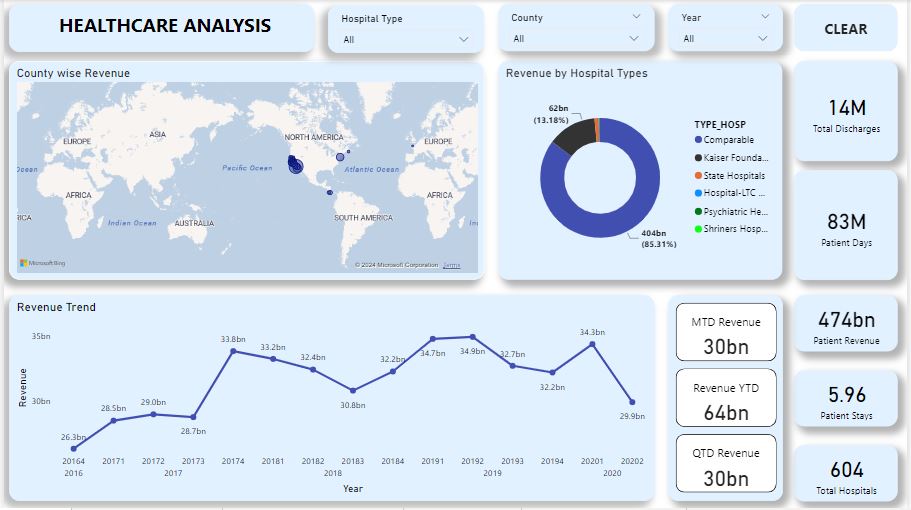 HEALTHCARE ANALYSIS
Hospital Type
All
County
All
Year
All
CLEAR
County wise Revenue
NORTH AMERICA
EUROPE
ASIA
EUROPE
Pacific Ocean
Atlantic Ocean
Ocean
AFRICA
AFRICA
RICA
Indian Ocean
AUSTRALIA
SOUTH AMERICA
In
Microsoft Bing
© 2024 Microsoft Corporation Terms
Revenue by Hospital Types
62bn
(13.18%)
404bn
(85.31%)
TYPE_HOSP
Comparable
Kaiser Founda...
State Hospitals
Hospital-LTC ...
Psychiatric He...
Shriners Hosp...
14M
Total Discharges
83M
Patient Days
Revenue Trend
35bn
30bn
Revenue
26.3bn
28.5bn
29.0bn
28.7bn
33.8bn
33.2bn
32.4bn
30.8bn
32.2bn
34.7bn
34.9bn
32.7bn
32.2bn
34.3bn
29.9bn
20164 20171 20172 20173 20174 20181 20182 20183 20184 20191 20192 20193 20194 20201 20202
2016 2017 2018 2019 2020
Year
MTD Revenue
30bn
Revenue YTD
64bn
QTD Revenue
30bn
474bn
Patient Revenue
5.96
Patient Stays
604
Total Hospitals